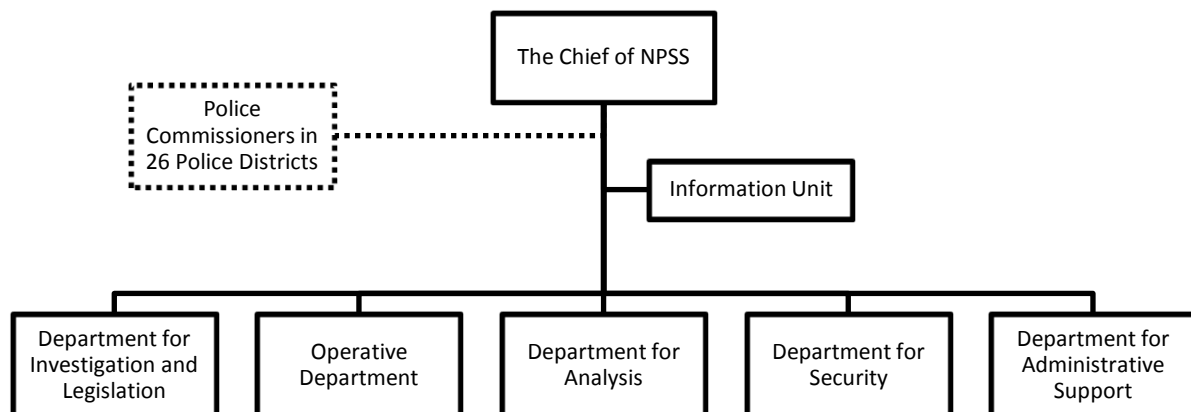 The Chief of NPSS
Police
Commissioners in
26 Police Districts
Information Unit
Department for
Investigation and
Legislation
Operative
Department
Department for
Analysis
Department for
Security
Department for
Administrative
Support